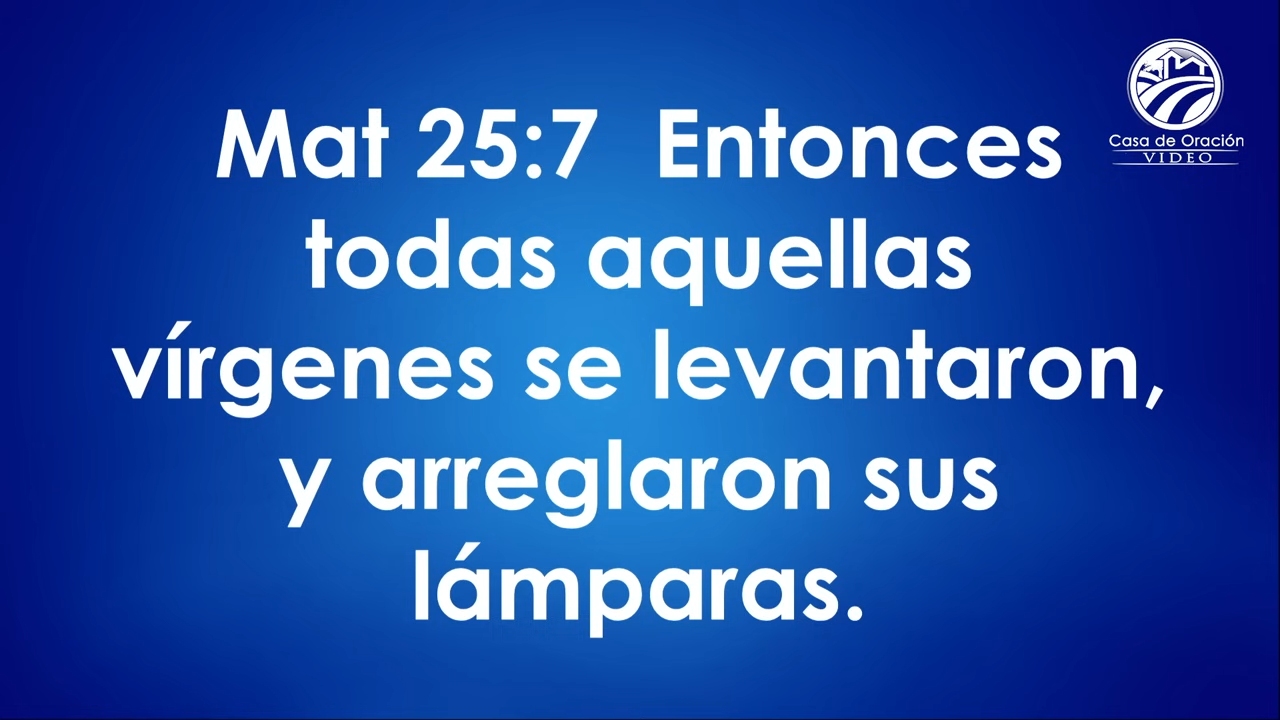 Mat 25:7  Entonces
todas aquellas
vírgenes se levantaron,
y arreglaron sus
lámparas.
Casa de Oración
VIDEO